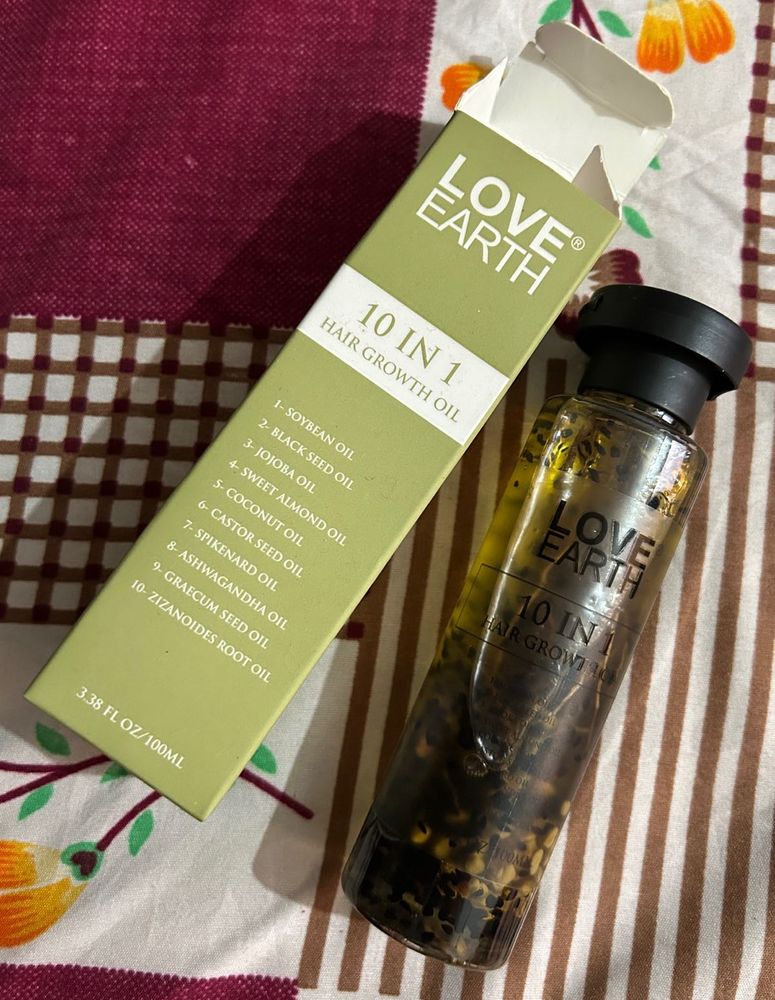 LOVE®
EARTH
10 IN 1
HAIR GROWTH OIL
1- SOYBEAN OIL
2- BLACK SEED OIL
3- JOJOBA OIL
4- SWEET ALMOND OIL
5- COCONUT OIL
6- CASTOR SEED OIL
7- SPIKENARD OIL
8- ASHWAGANDHA OIL
9- GRAECUM SEED OIL
10- ZIZANOIDES ROOT OIL
3.38 FL OZ/100ML
LOVE®
EARTH
10 IN 1
HAIR GROWTH